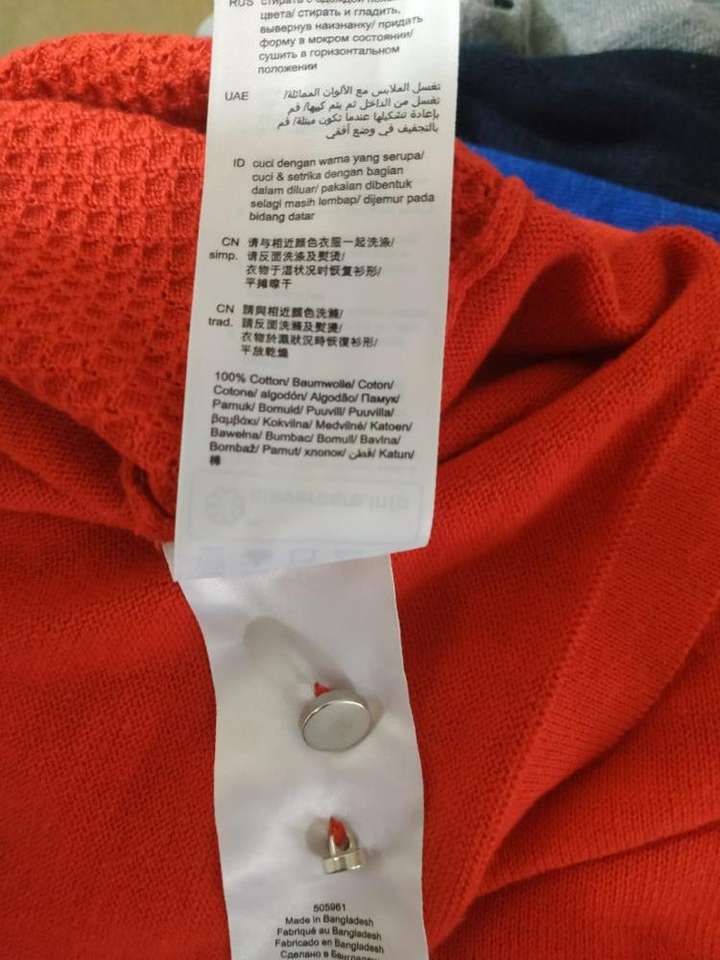 RUS
цвета/ стирать и гладить,
вывернув наизнанку/ придать
форму в мокром состоянии/
сушить в горизонтальном
положении
UAE تغسل الملابس مع الألوان المماثلة/
تغسل من الداخل ثم يتم كيها/ قم
بإعادة تشكيلها عندما تكون مبتلة/ قم
بالتجفيف في وضع أفقي
ID cuci dengan warna yang serupa/
cuci & setrika dengan bagian
dalam diluar/ pakaian dibentuk
selagi masih lembap/ dijemur pada
bidang datar
CN 请与相近颜色衣服一起洗涤/
simp. 请反面洗涤及熨烫/
衣物于湿状况时恢复衫形/
平摊晾干
CN 請與相近顏色洗滌/
trad. 請反面洗滌及熨燙/
衣物於濕狀況時恢復衫形/
平放乾燥
100% Cotton/ Baumwolle/ Coton/
Cotone/ algodón/ Algodão/ Памук/
Pamuk/ Bomuld/ Puuvill/ Puuvilla/
βαμβάκι/ Kokvilna/ Medvilnė/ Katoen/
Bawełna/ Bumbac/ Bomull/ Bavlna/
Bombaž/ Pamut/ хлопок/ قطن/ Katun/
棉
505961
Made in Bangladesh
Fabriqué au Bangladesh
Fabricado en Bangladesh
Сделано в Бангладеш